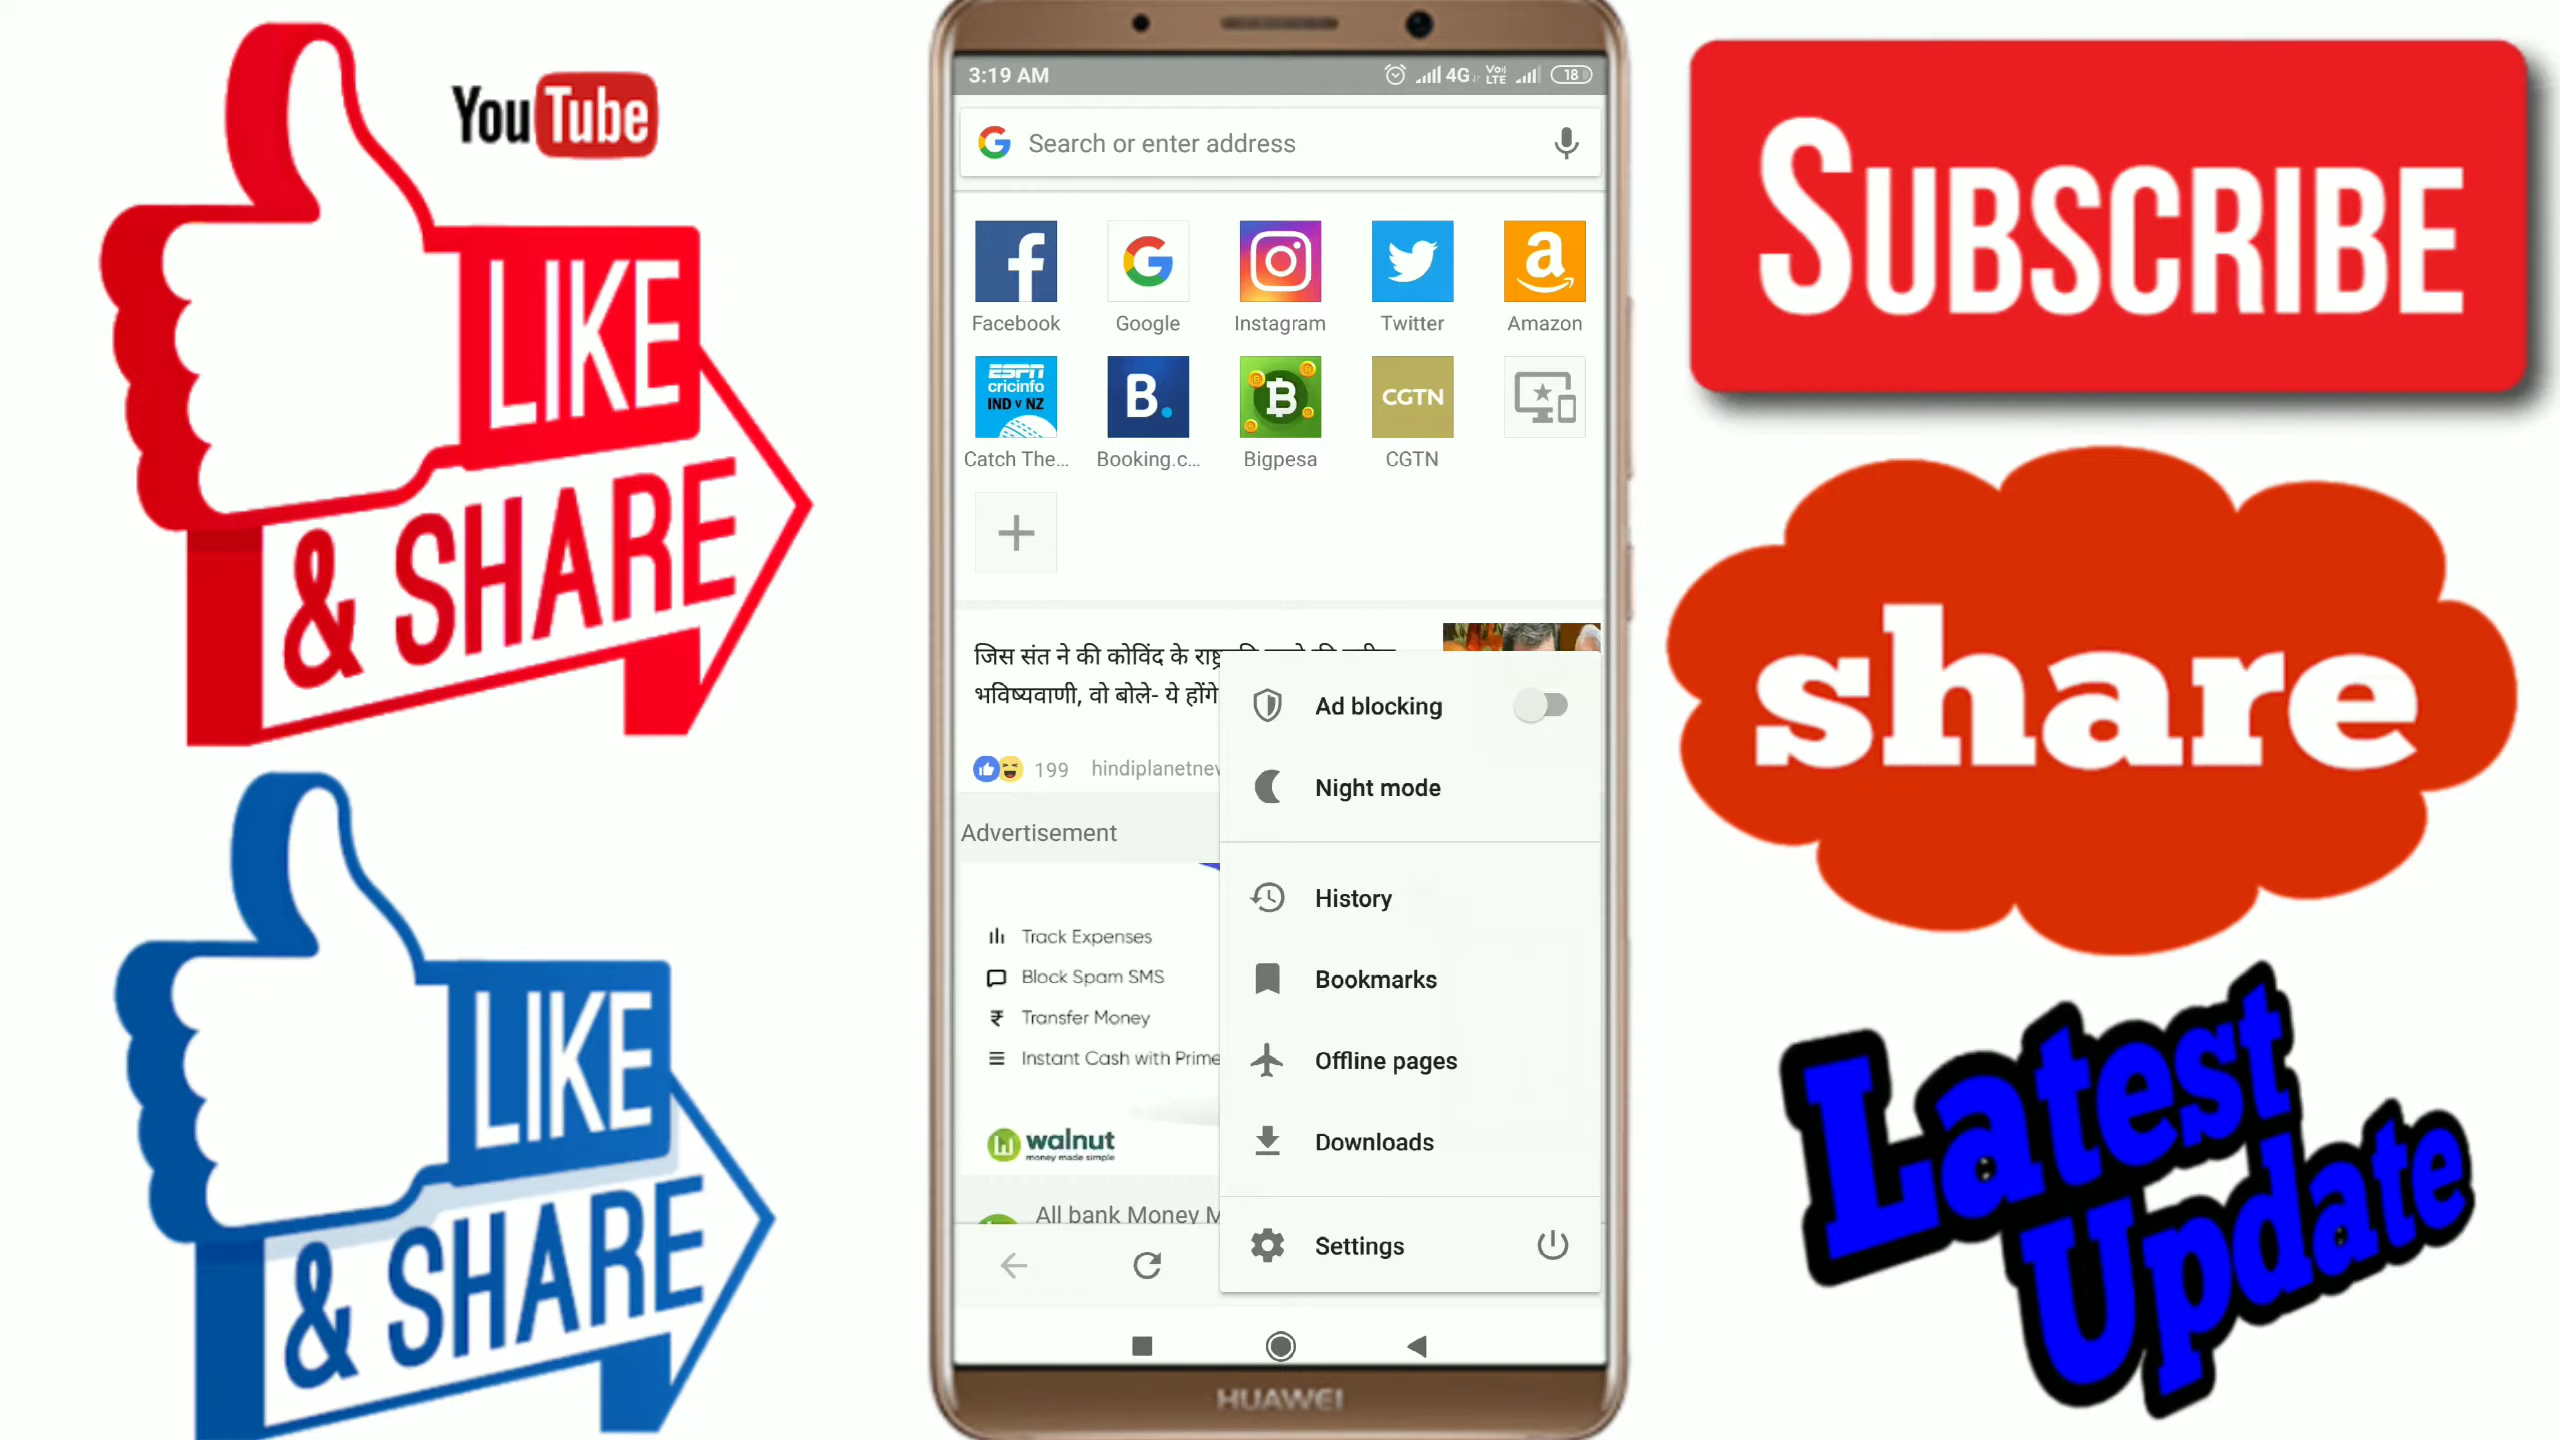 YouTube
LIKE
& SHARE
LIKE
& SHARE
3:19 AM
4G
Vo)
LTE
18
Search or enter address
Facebook
Google
Instagram
Twitter
Amazon
ESPN
cricinfo
IND v NZ
B.
CGTN
Catch The...
Booking.c...
Bigpesa
CGTN
जिस संत ने की कोविंद के
भविष्यवाणी, वो बोले- ये होंगे
199
Advertisement
Track Expenses
Block Spam SMS
Transfer Money
Instant Cash with Prime
walnut
money made simple
All bank Money M
Ad blocking
Night mode
History
Bookmarks
Offline pages
Downloads
Settings
HUAWEI
SUBSCRIBE
share
Latest
Update